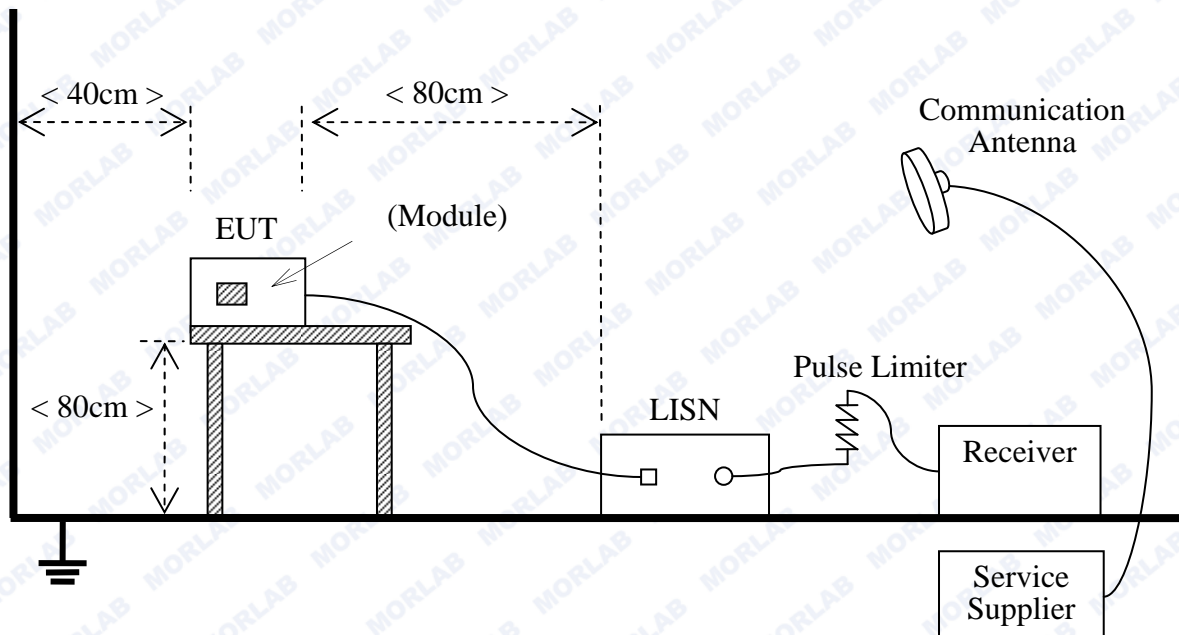 < 40cm >
< 80cm >
Communication
Antenna
(Module)
EUT
Pulse Limiter
< 80cm >
LISN
Receiver
Service
Supplier
MORLAB